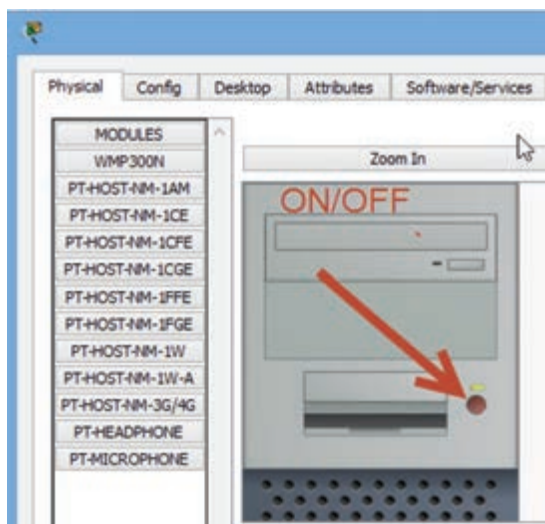 Physical Config Desktop Attributes Software/Services
MODULES
WMP300N
PT-HOST-NM-1AM
PT-HOST-NM-1CE
PT-HOST-NM-1CFE
PT-HOST-NM-1CGE
PT-HOST-NM-1FFE
PT-HOST-NM-1FGE
PT-HOST-NM-1W
PT-HOST-NM-1W-A
PT-HOST-NM-3G/4G
PT-HEADPHONE
PT-MICROPHONE
Zoom In
ON/OFF